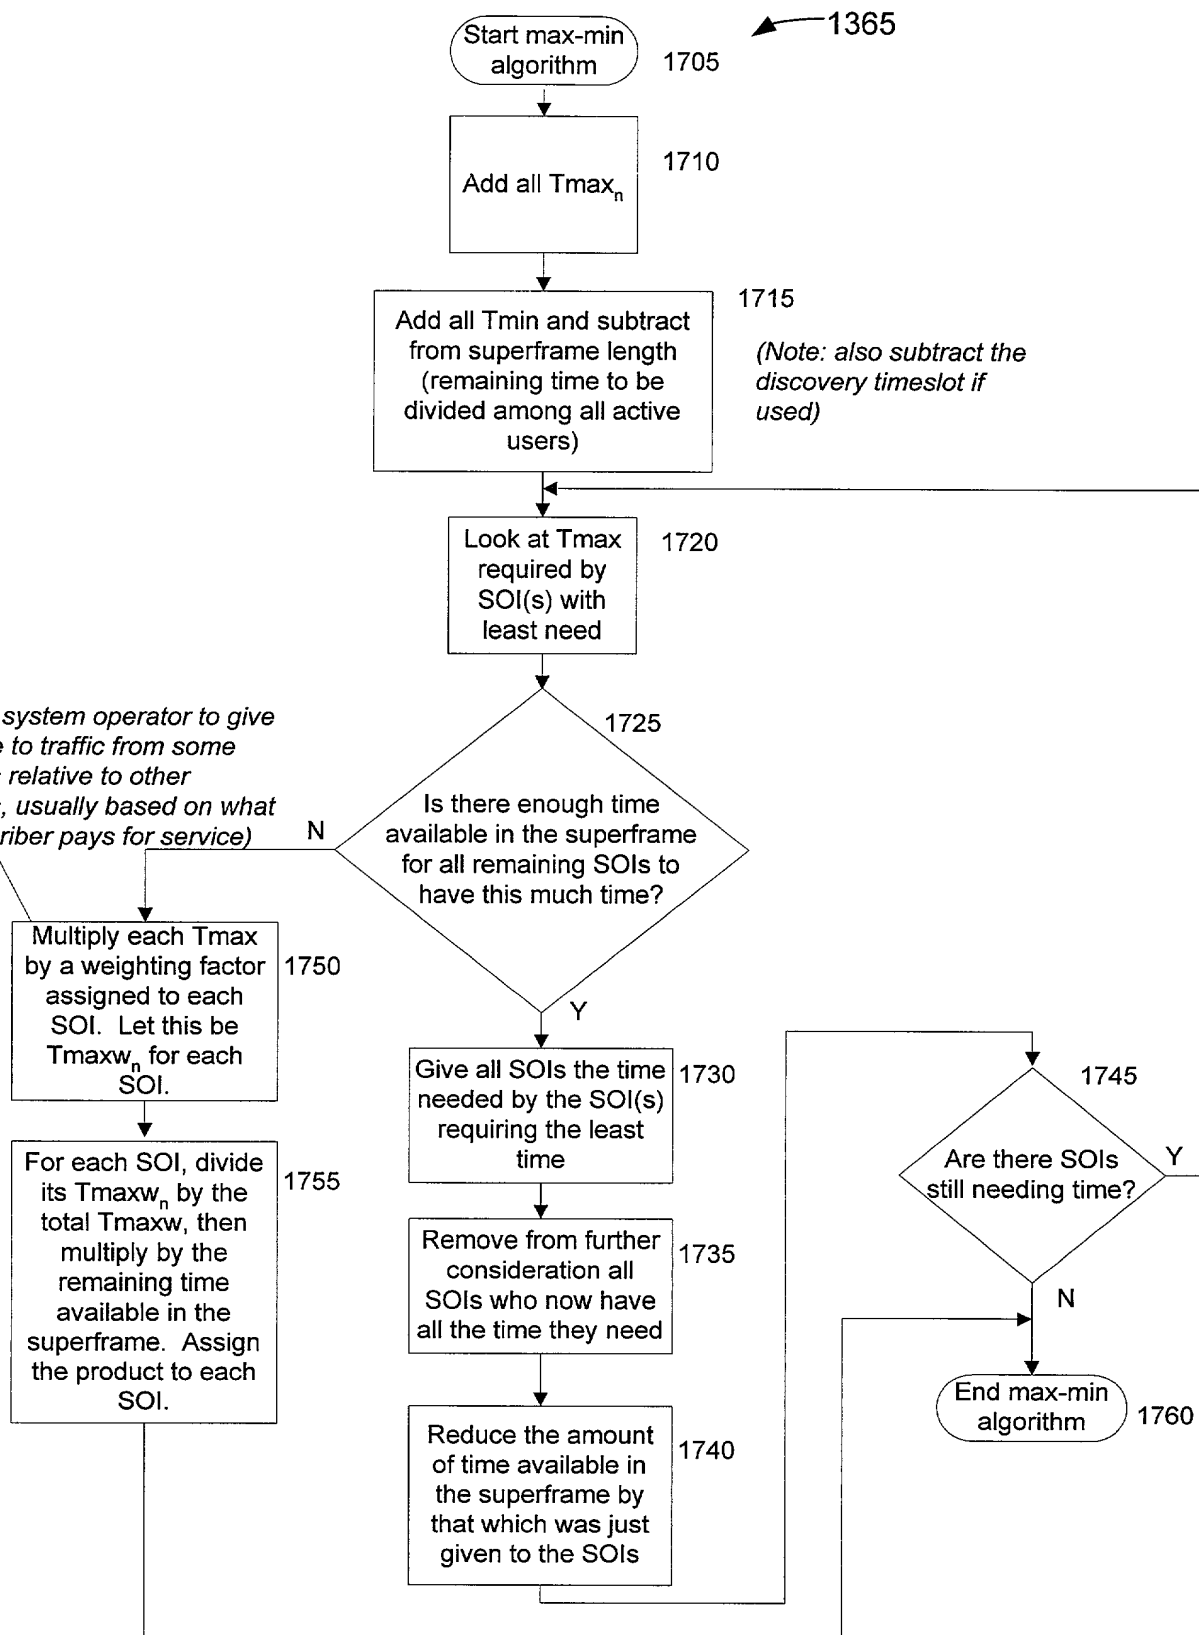 1365
Start max-min
algorithm
1705
Add all Tmaxₙ
1710
Add all Tmin and subtract
from superframe length
(remaining time to be
divided among all active
users)
1715
(Note: also subtract the
discovery timeslot if
used)
Look at Tmax
required by
SOI(s) with
least need
1720
system operator to give
to traffic from some
relative to other
usually based on what
pays for service)
1725
Is there enough time
available in the superframe
for all remaining SOIs to
have this much time?
N
Y
Multiply each Tmax
by a weighting factor
assigned to each
SOI. Let this be
Tmaxwₙ for each
SOI.
1750
For each SOI, divide
its Tmaxwₙ by the
total Tmaxw, then
multiply by the
remaining time
available in the
superframe. Assign
the product to each
SOI.
1755
Give all SOIs the time
needed by the SOI(s)
requiring the least
time
1730
Remove from further
consideration all
SOIs who now have
all the time they need
1735
Reduce the amount
of time available in
the superframe by
that which was just
given to the SOIs
1740
1745
Are there SOIs
still needing time?
Y
N
End max-min
algorithm
1760